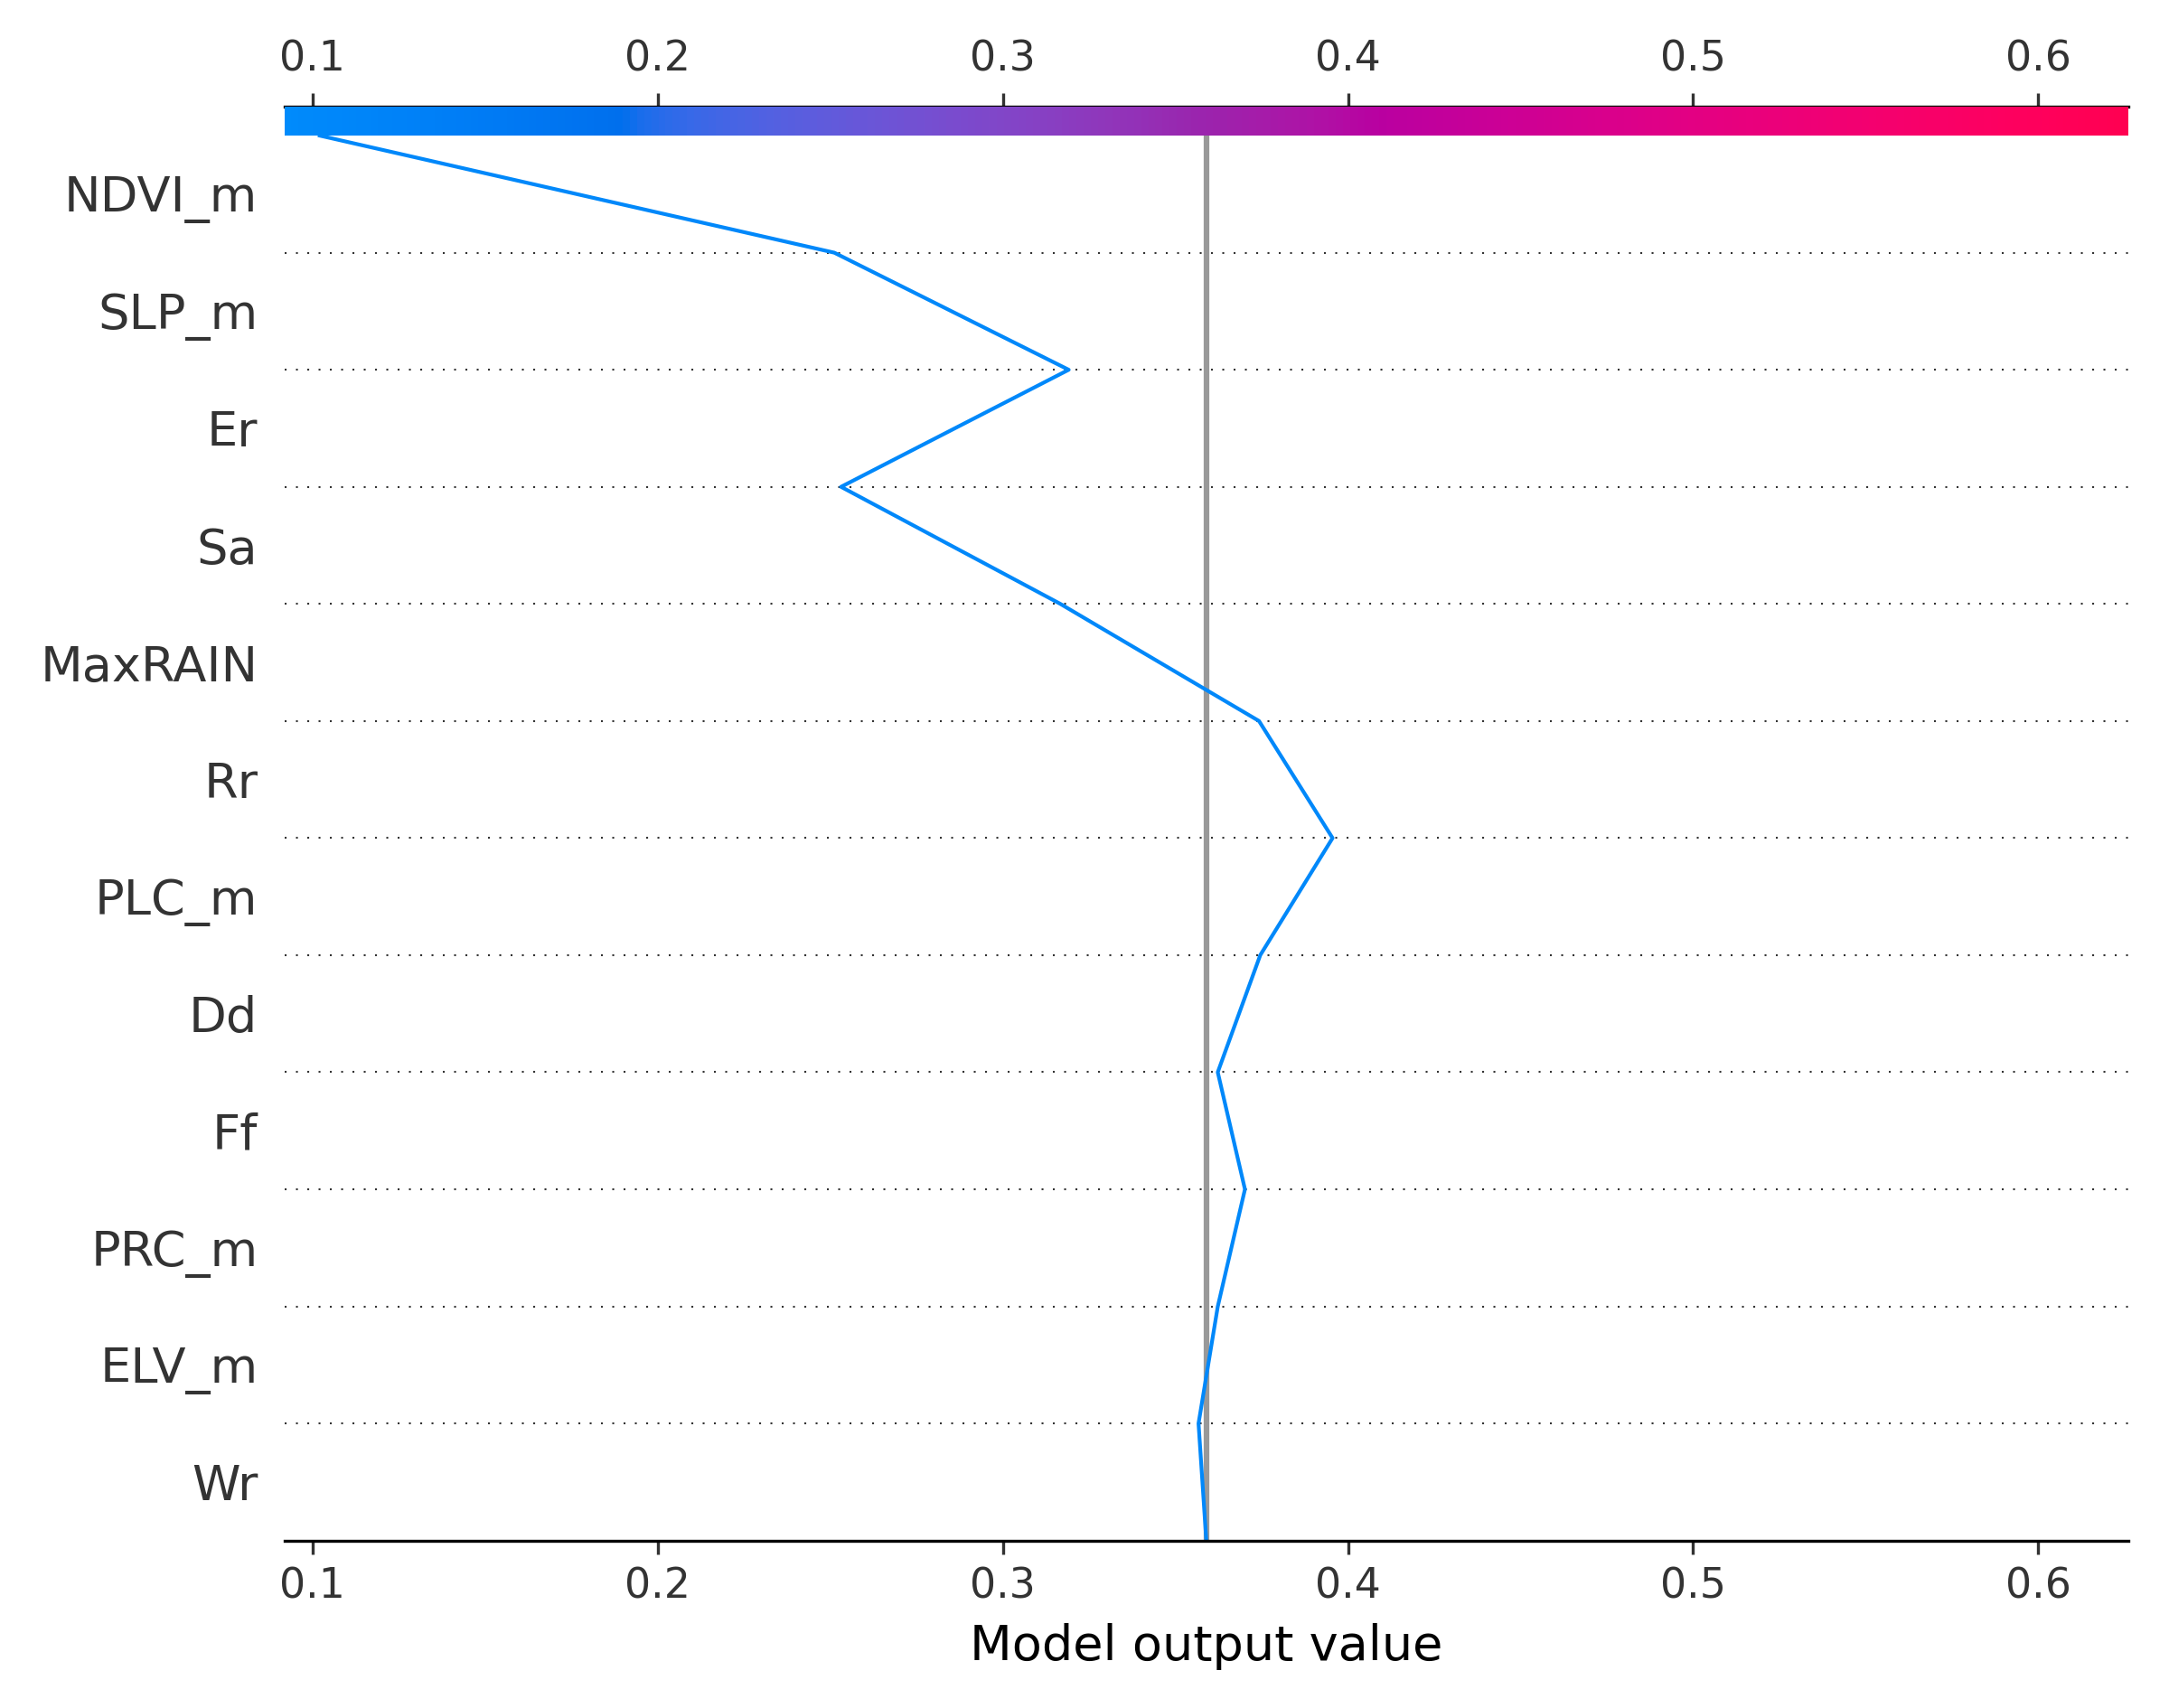 0.1 0.2 0.3 0.4 0.5 0.6
NDVI_m
SLP_m
Er
Sa
MaxRAIN
Rr
PLC_m
Dd
Ff
PRC_m
ELV_m
Wr
0.1 0.2 0.3 0.4 0.5 0.6
Model output value